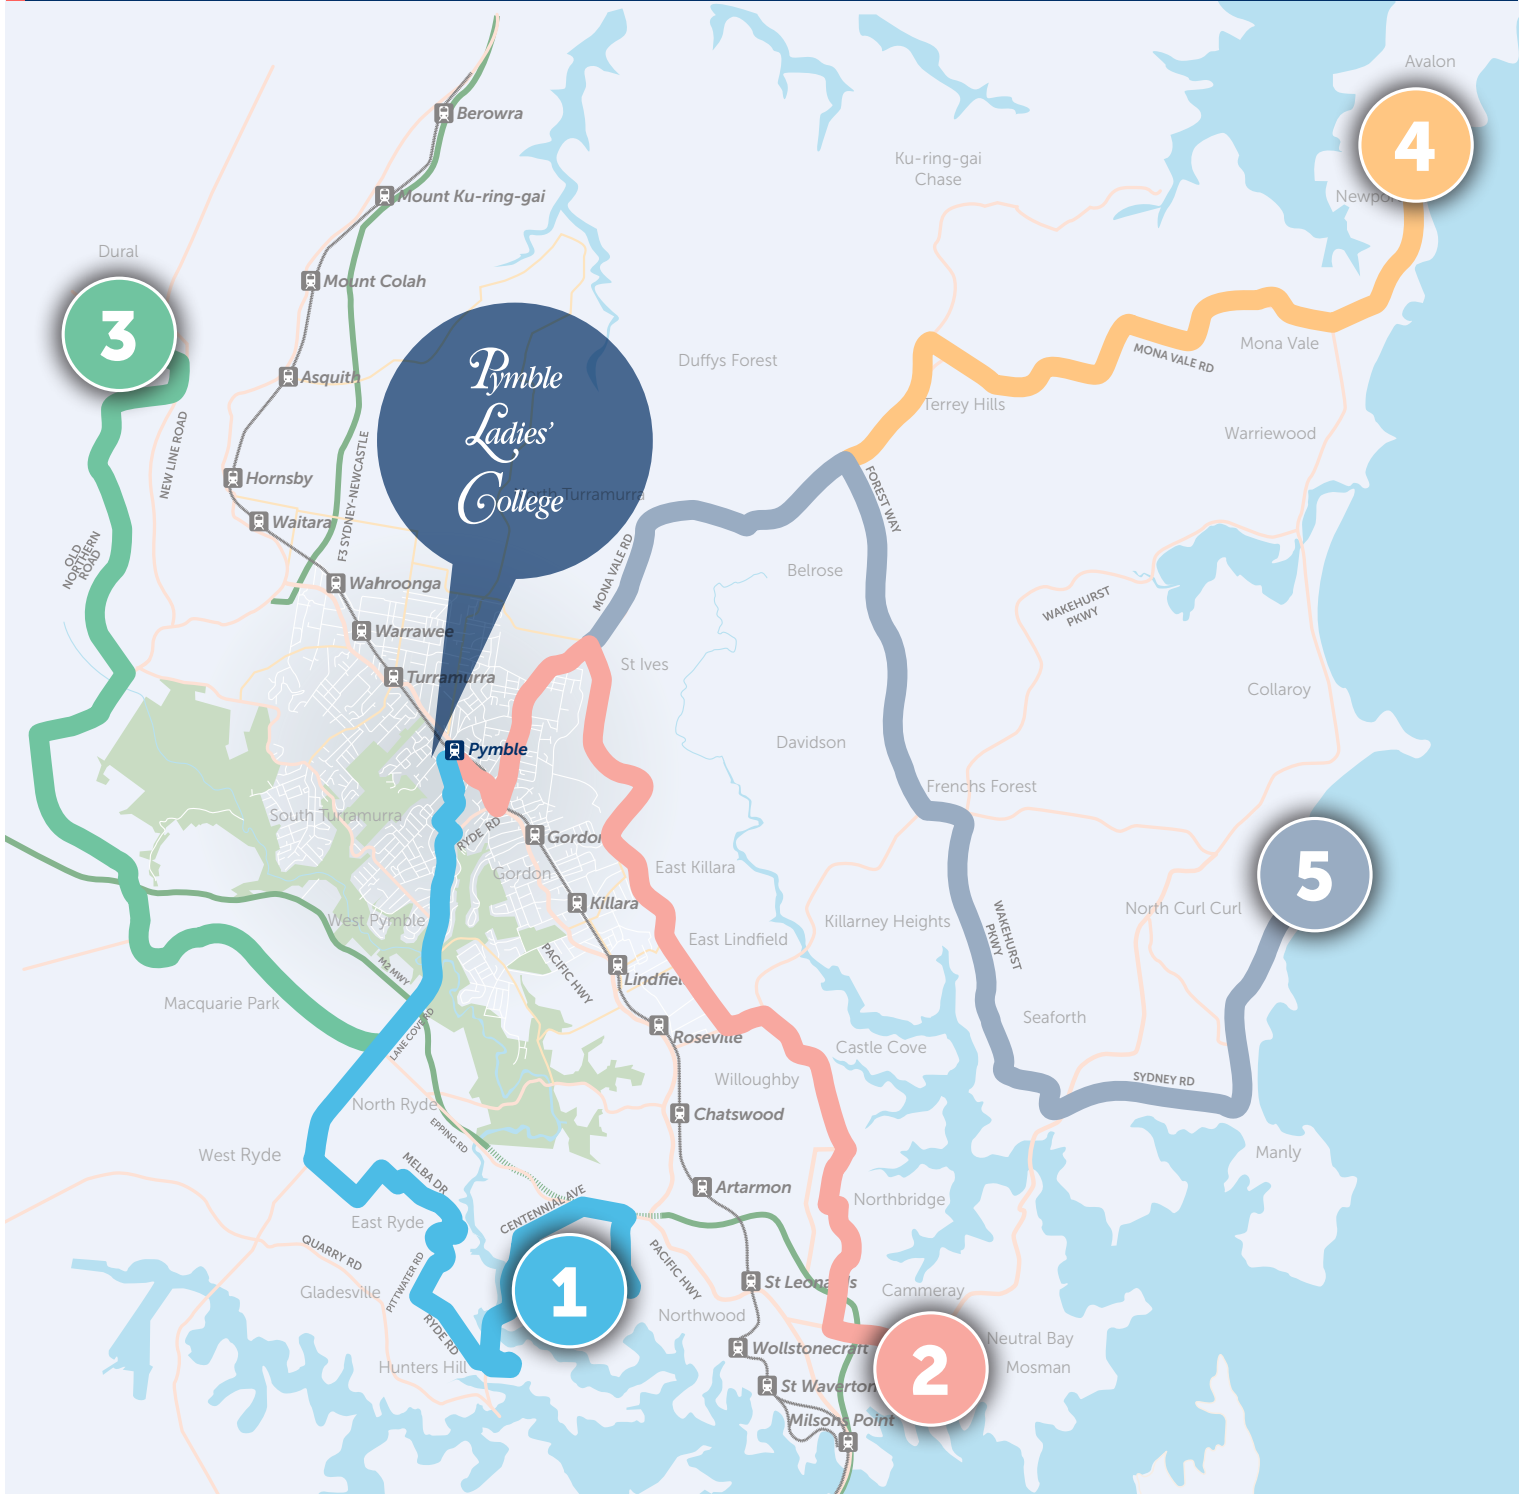 Avalon
4
Newpor
Berowra
Ku-ring-gai
Chase
Mount Ku-ring-gai
Dural
Mount Colah
3
Pymble
Ladies'
College
Duffys Forest
MONA VALE RD
Mona Vale
Asquith
Terrey Hills
NEW LINE ROAD
Warriewood
F3 SYDNEY-NEWCASTLE
Hornsby
North Turramurra
FOREST WAY
Waitara
OLD
NORTHERN
ROAD
MONA VALE RD
Belrose
Wahroonga
WAKEHURST
PKWY
Warrawee
St Ives
Turramurra
Collaroy
Pymble
Davidson
Frenchs Forest
South Turramurra
RYDE RD
Gordon
East Killara
Gordon
5
Killara
West Pymble
East Lindfield
Killarney Heights
WAKEHURST
PKWY
North Curl Curl
PACIFIC HWY
M2 MWY
Lindfiel
Macquarie Park
LANE COVE RD
Roseville
Castle Cove
Seaforth
Willoughby
SYDNEY RD
North Ryde
EPPING RD
Chatswood
West Ryde
MELBA DR
Manly
CENTENNIAL AVE
Artarmon
Northbridge
East Ryde
QUARRY RD
PITTWATER RD
PACIFIC HWY
Gladesville
1
St Leonards
Cammeray
RYDE RD
Northwood
Neutral Bay
Wollstonecraft
Hunters Hill
2
Mosman
St Waverton
Milsons Point